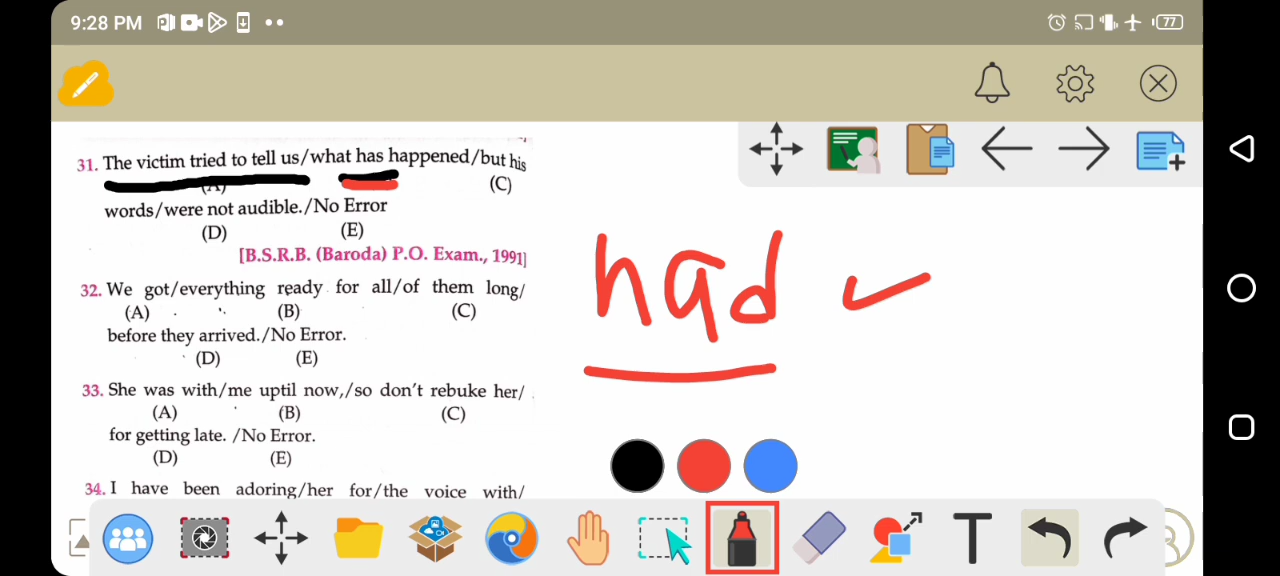 9:28 PM
77
31. The victim tried to tell us/what has happened/but his
(A) (C)
words/were not audible./No Error
(D) (E)
[B.S.R.B. (Baroda) P.O. Exam., 1991]
32. We got/everything ready for all/of them long/
(A) (B) (C)
before they arrived./No Error.
(D) (E)
33. She was with/me uptil now,/so don't rebuke her/
(A) (B) (C)
for getting late. /No Error.
(D) (E)
34. I have been adoring/her for/the voice with/
had
T